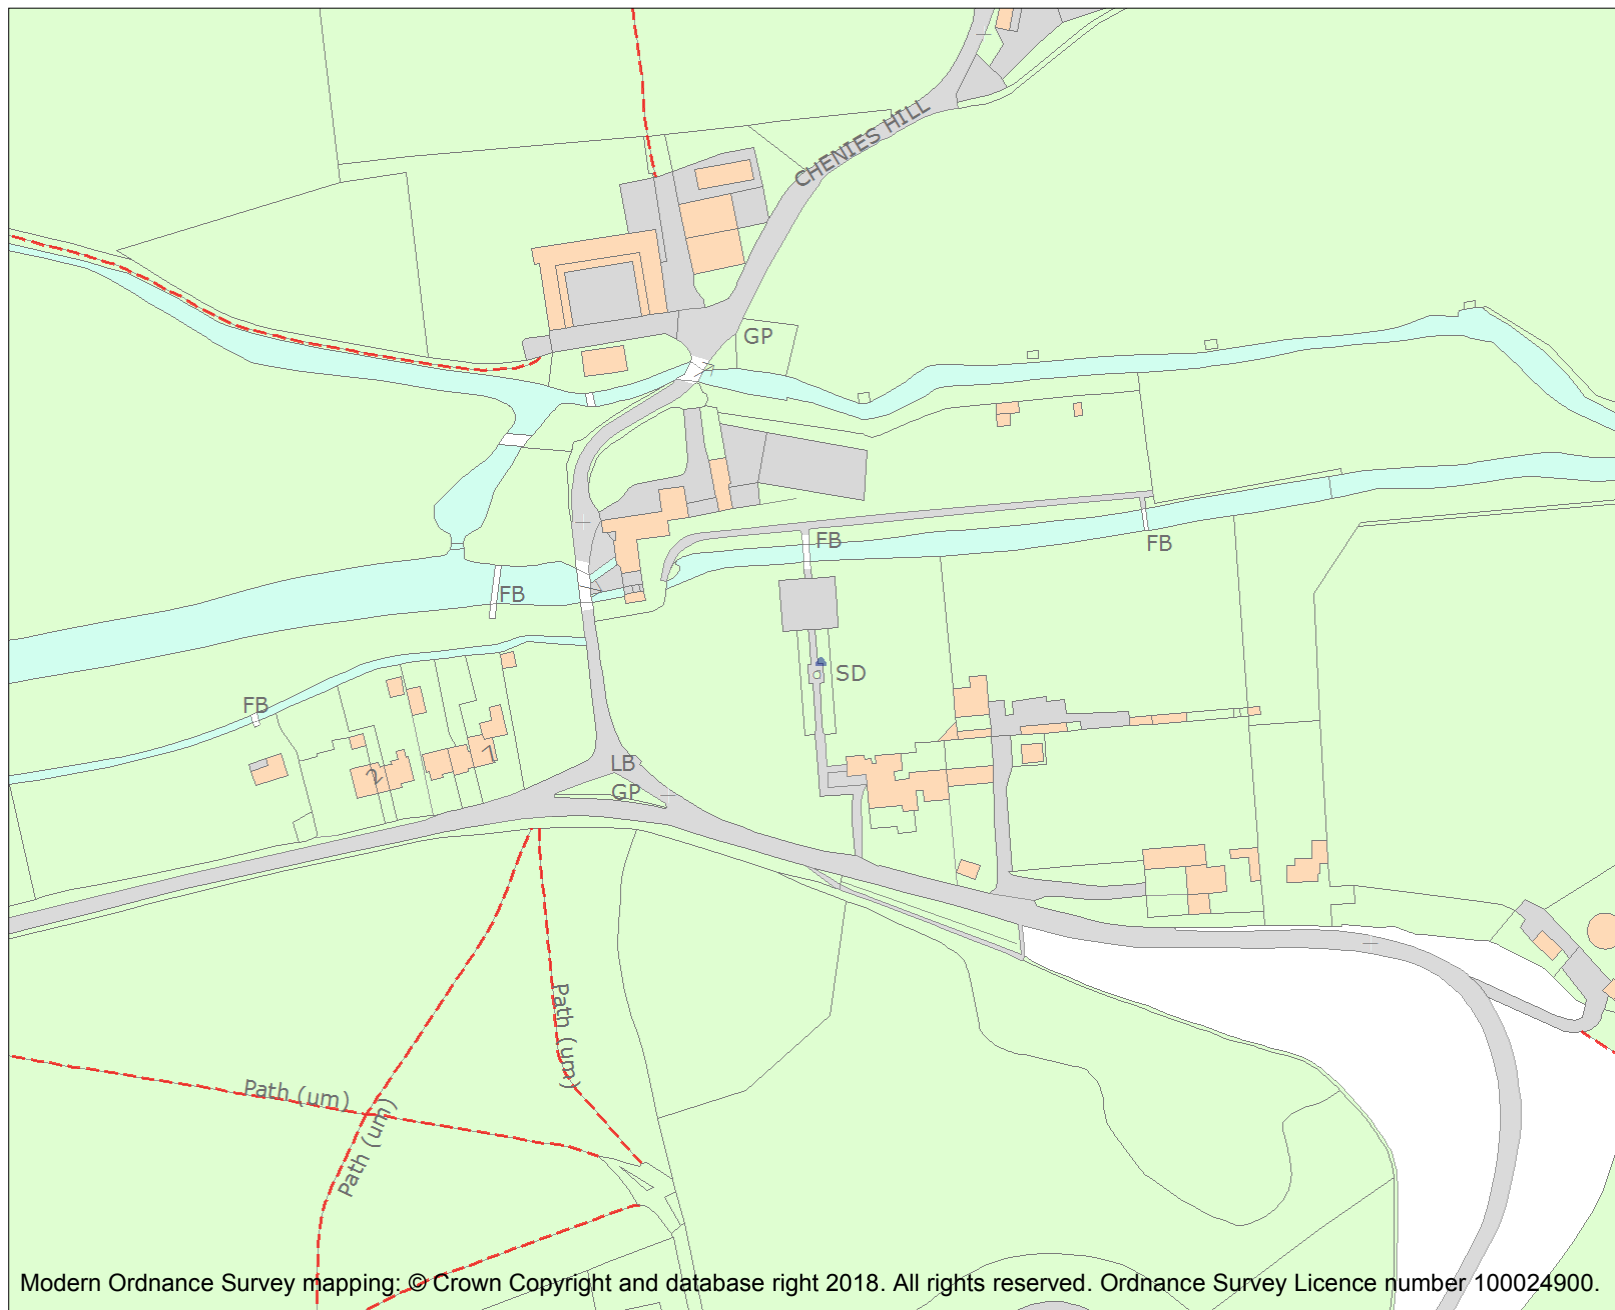 CHENIES HILL
GP
FB
FB
FB
SD
FB
LB
1
2
GP
Path (um)
Path (um)
Path (um)
Modern Ordnance Survey mapping: © Crown Copyright and database right 2018. All rights reserved. Ordnance Survey Licence number 100024900.